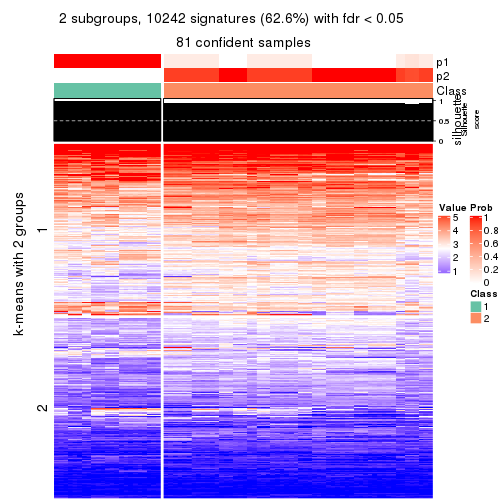 2 subgroups, 10242 signatures (62.6%) with fdr < 0.05
81 confident samples
p1
p2
Class
silhouette
Silhouette
score
1
0.5
0
k-means with 2 groups
1
2
Value
5
4
3
2
1
Prob
1
0.8
0.6
0.4
0.2
0
Class
1
2